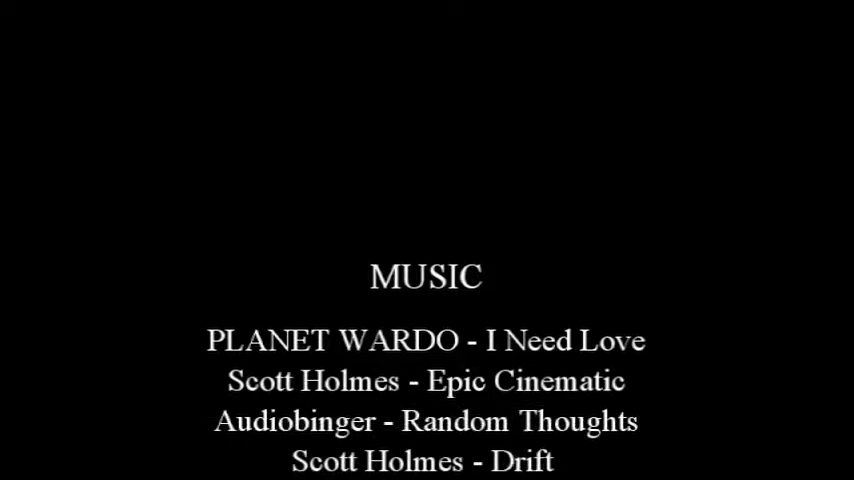 MUSIC
PLANET WARDO - I Need Love
Scott Holmes - Epic Cinematic
Audiobinger - Random Thoughts
Scott Holmes - Drift